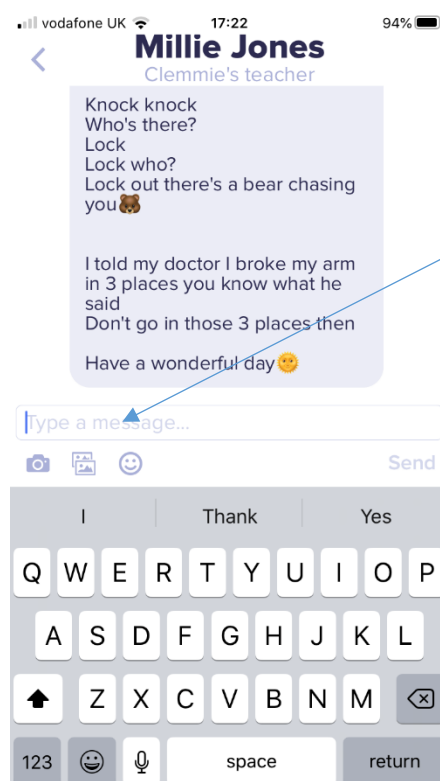 vodafone UK 17:22 94%
Millie Jones
Clemmie's teacher
Knock knock
Who's there?
Lock
Lock who?
Lock out there's a bear chasing
you🐻
I told my doctor I broke my arm
in 3 places you know what he
said
Don't go in those 3 places then
Have a wonderful day🌞
Type a message...
Send
I Thank Yes
Q W E R T Y U I O P
A S D F G H J K L
Z X C V B N M
123 space return